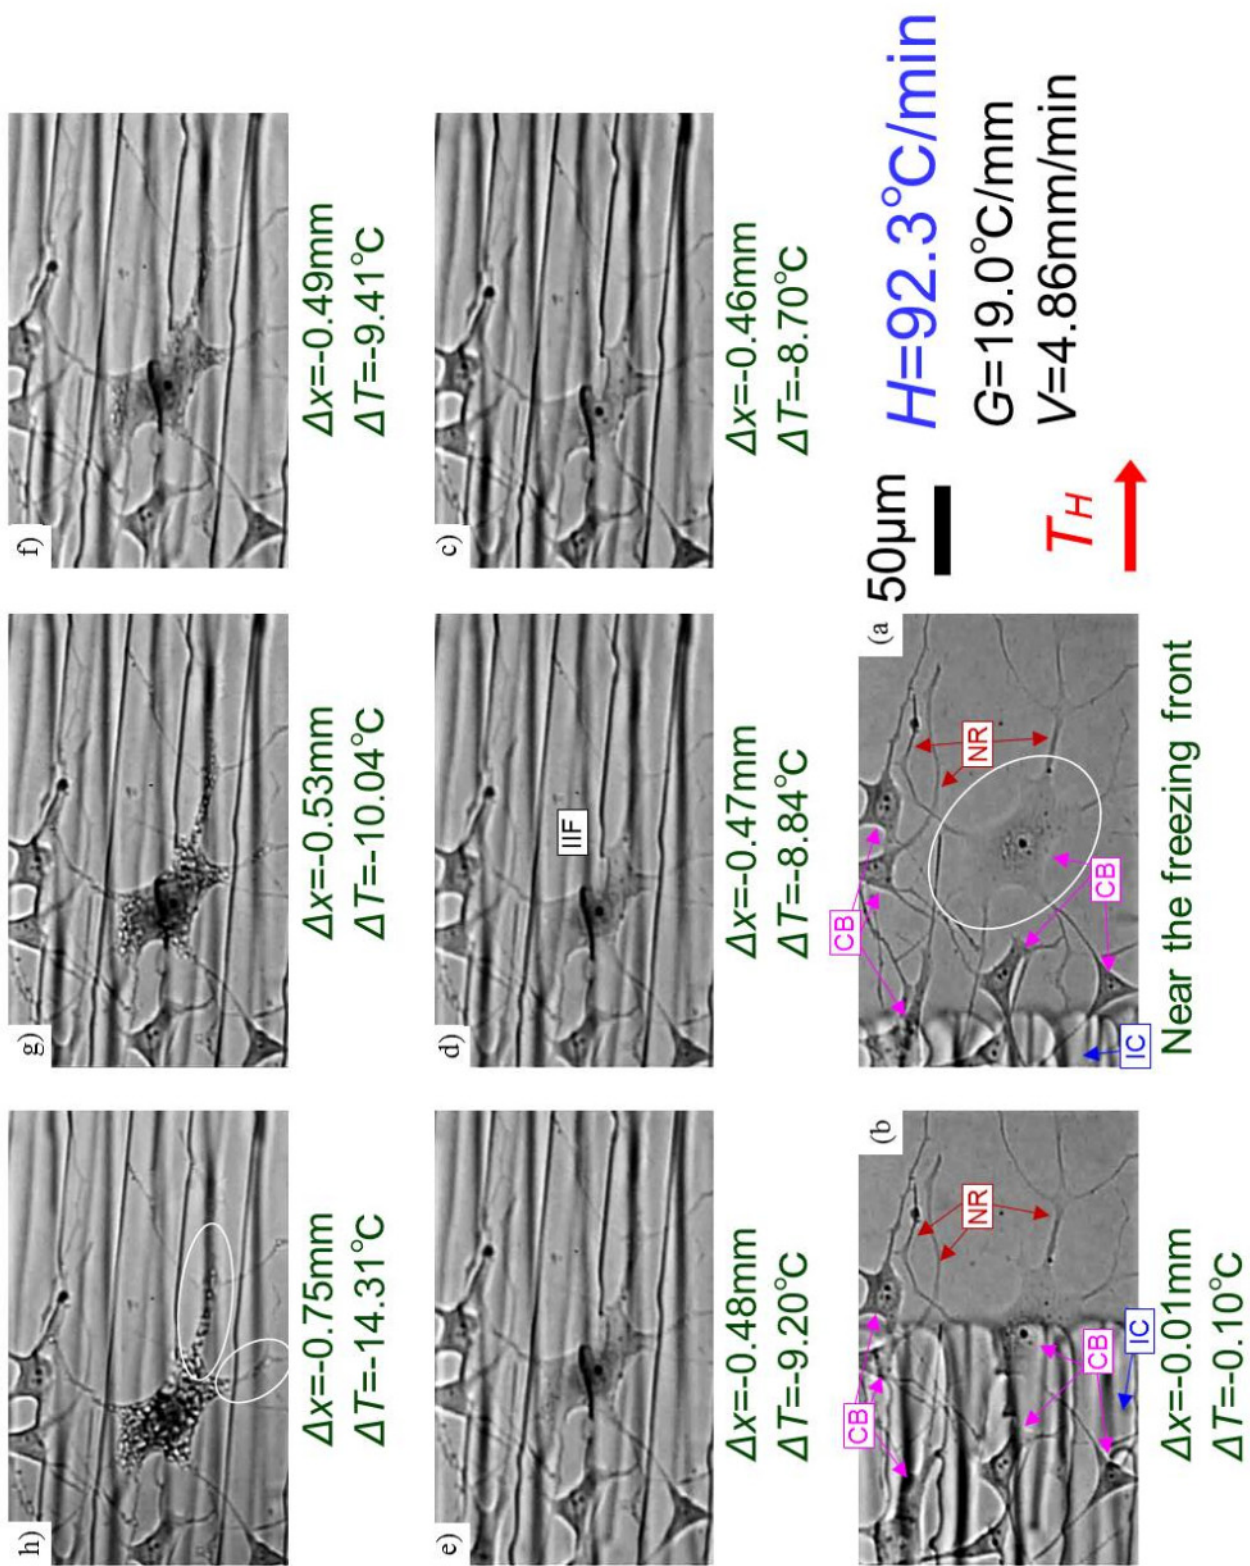 h)
g)
f)
Δx=-0.75mm
ΔT=-14.31°C
Δx=-0.53mm
ΔT=-10.04°C
Δx=-0.49mm
ΔT=-9.41°C
e)
d)
c)
IIF
Δx=-0.48mm
ΔT=-9.20°C
Δx=-0.47mm
ΔT=-8.84°C
Δx=-0.46mm
ΔT=-8.70°C
(b
CB
NR
CB
IC
Δx=-0.01mm
ΔT=-0.10°C
(a
CB
NR
CB
IC
Near the freezing front
50μm
TH
H=92.3°C/min
G=19.0°C/mm
V=4.86mm/min